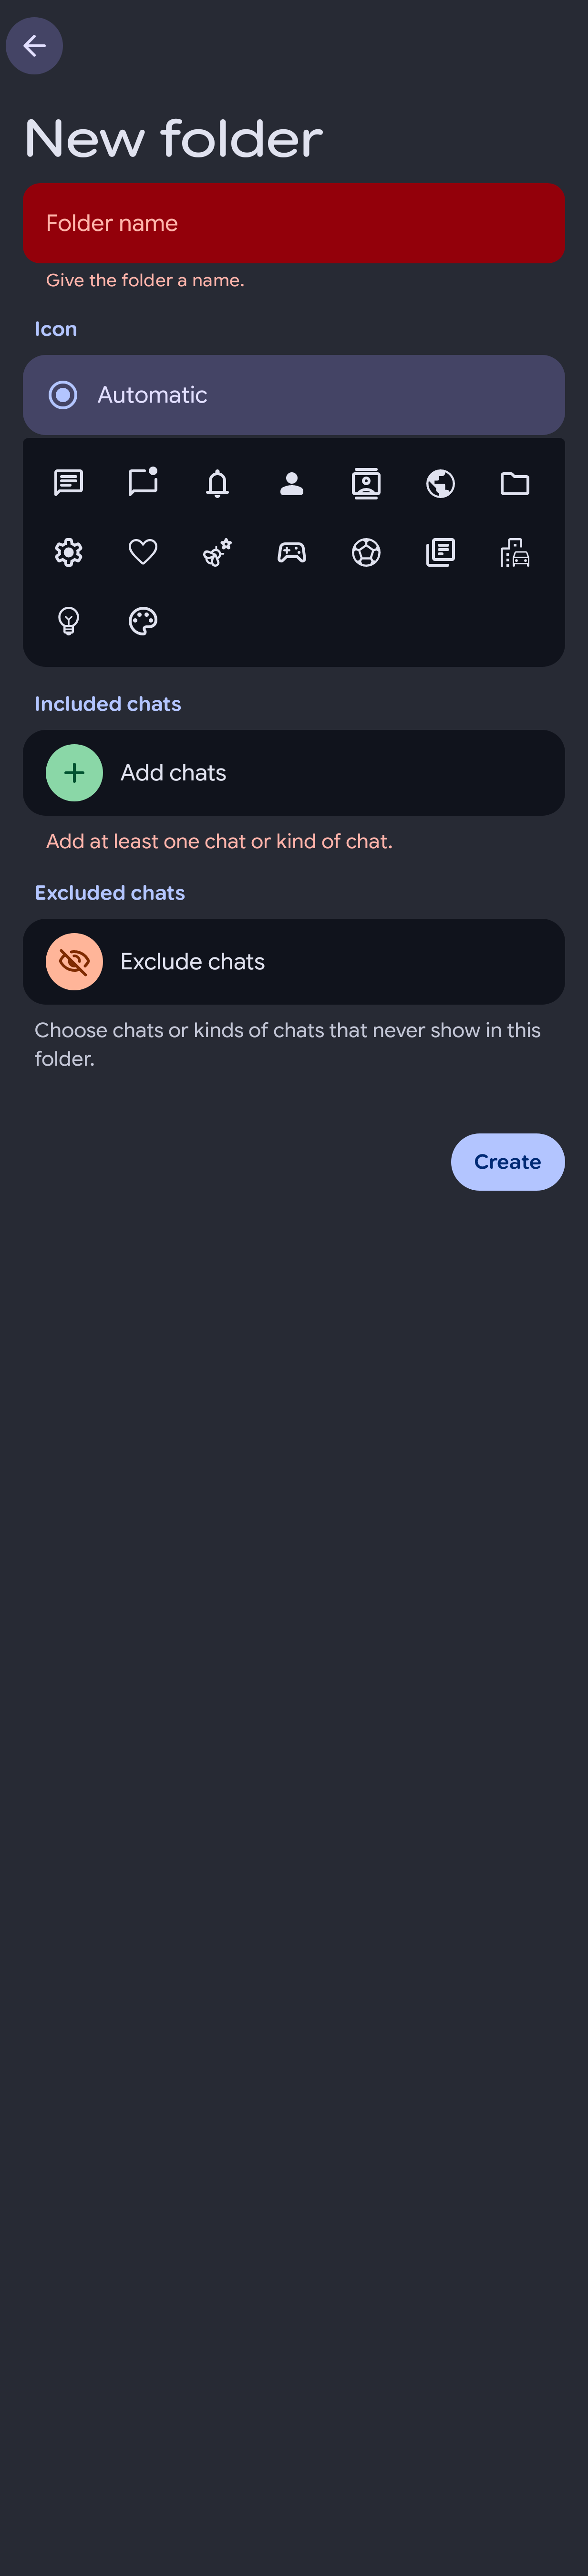 New folder
Folder name
Give the folder a name.
Icon
Automatic
Included chats
Add chats
Add at least one chat or kind of chat.
Excluded chats
Exclude chats
Choose chats or kinds of chats that never show in this
folder.
Create